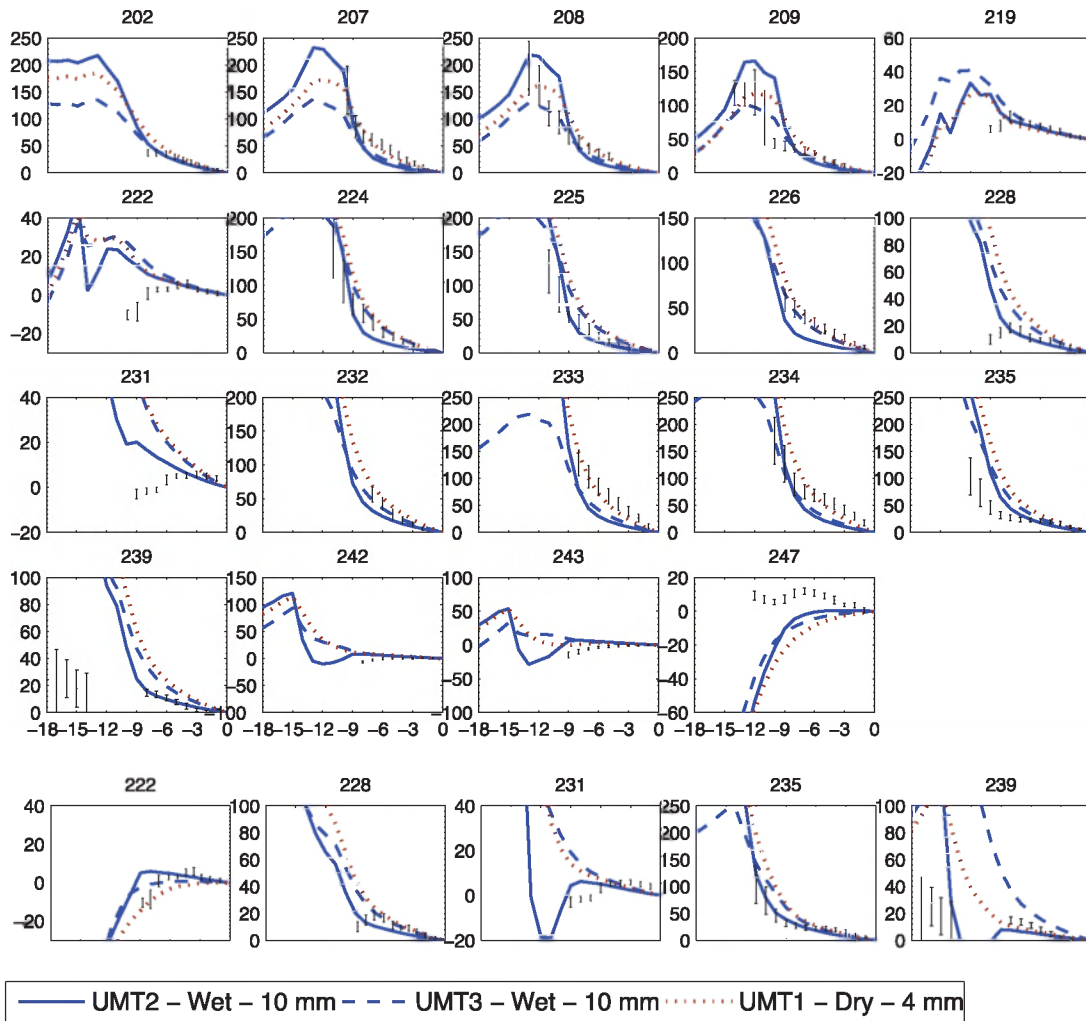 202 207 208 209 219
250 250 250 250 60
200 200 200 200 40
150 150 150 150 20
100 100 100 100 0
50 50 50 50
0 0 0 0 -20
222 224 225 226 228
40 200 200 150 100
20 150 150 100 80
0 100 100 50 60
-20 50 50 40
0 0 0 20
0
231 232 233 234 235
40 200 250 250 250
20 150 200 200 200
0 100 150 150 150
-20 50 100 100 100
0 50 50 50
0 0 0
239 242 243 247
100 150 100 20
80 100 50 0
60 50 0 -20
40 0 -50 -40
20 -50 100 -60
0 100
-18 -15 -12 -9 -6 -3 0
-18 -15 -12 -9 -6 -3 0
-18 -15 -12 -9 -6 -3 0
-18 -15 -12 -9 -6 -3 0
222 228 231 235 239
40 100 40 250 100
20 80 20 200 80
0 60 0 150 60
-20 40 -20 100 40
20 50 20
0 0 0
UMT2 – Wet – 10 mm UMT3 – Wet – 10 mm UMT1 – Dry – 4 mm